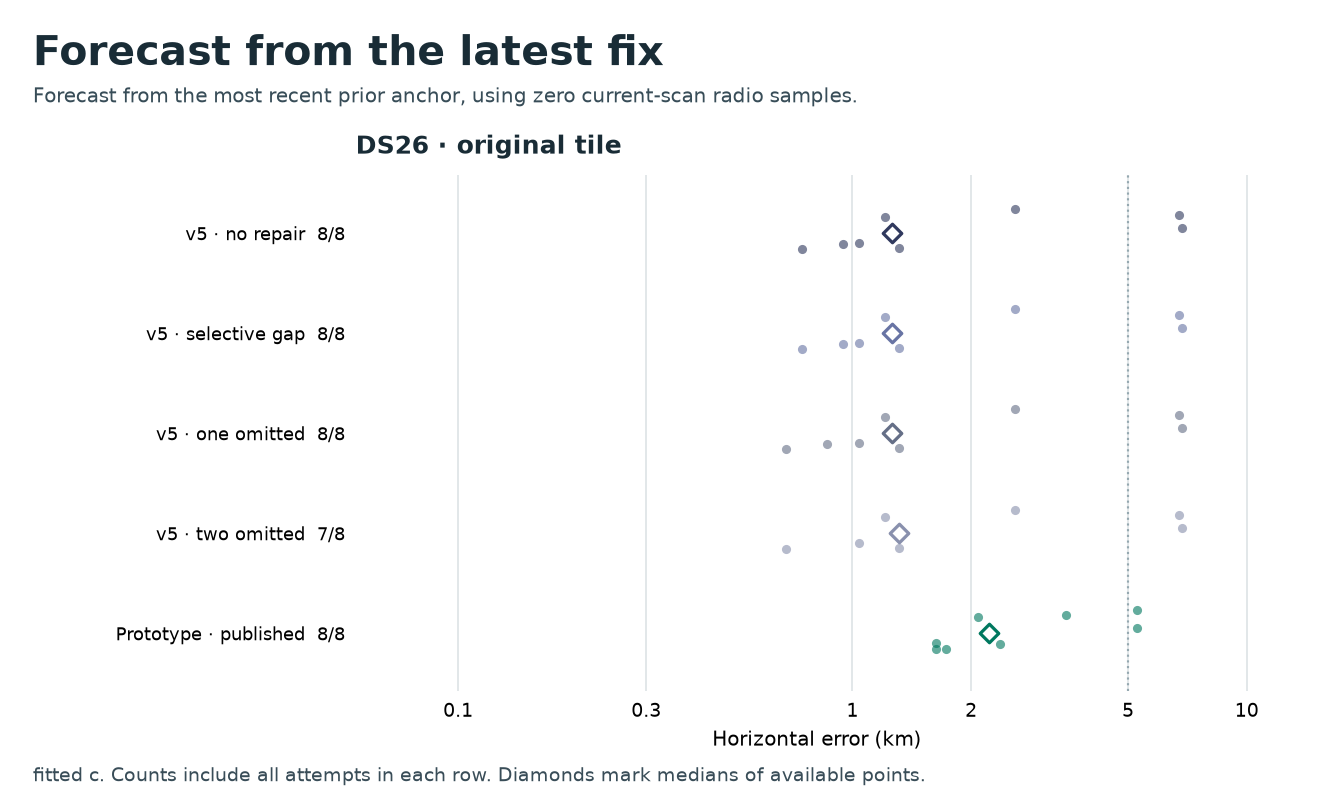 Forecast from the latest fix
Forecast from the most recent prior anchor, using zero current-scan radio samples.
DS26 · original tile
v5 · no repair 8/8
v5 · selective gap 8/8
v5 · one omitted 8/8
v5 · two omitted 7/8
Prototype · published 8/8
0.1 0.3 1 2 5 10
Horizontal error (km)
fitted c. Counts include all attempts in each row. Diamonds mark medians of available points.